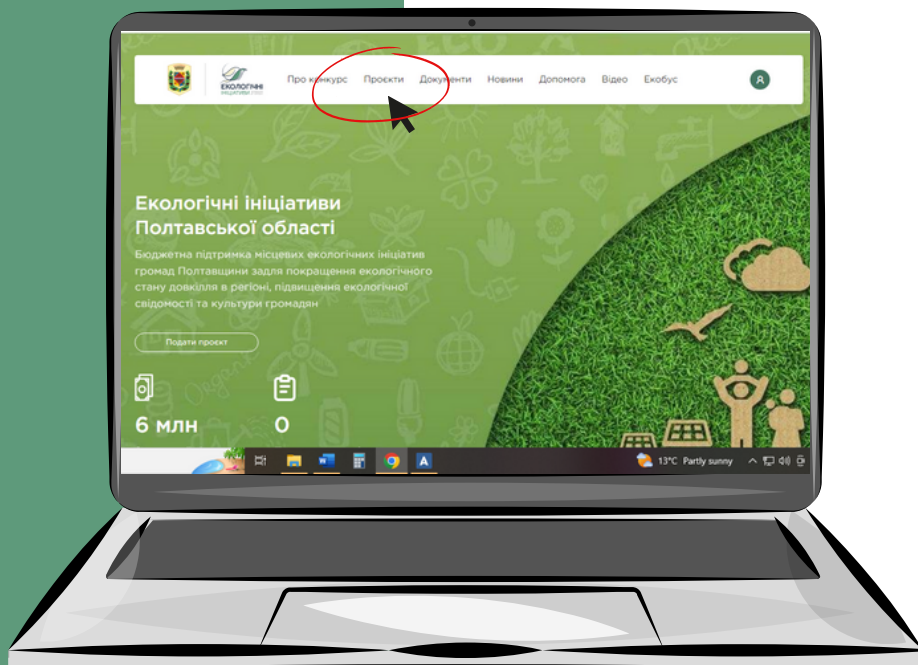 ЕКОЛОГІЧНІ
Про конкурс Проєкти Документи Новини Допомога Відео Екобус
Екологічні ініціативи
Полтавської області
Бюджетна підтримка місцевих екологічних ініціатив
громад Полтавщини задля покращення екологічного
стану довкілля в регіоні, підвищення екологічної
свідомості та культури громадян
Подати проєкт
6 млн 0
13°C Partly sunny